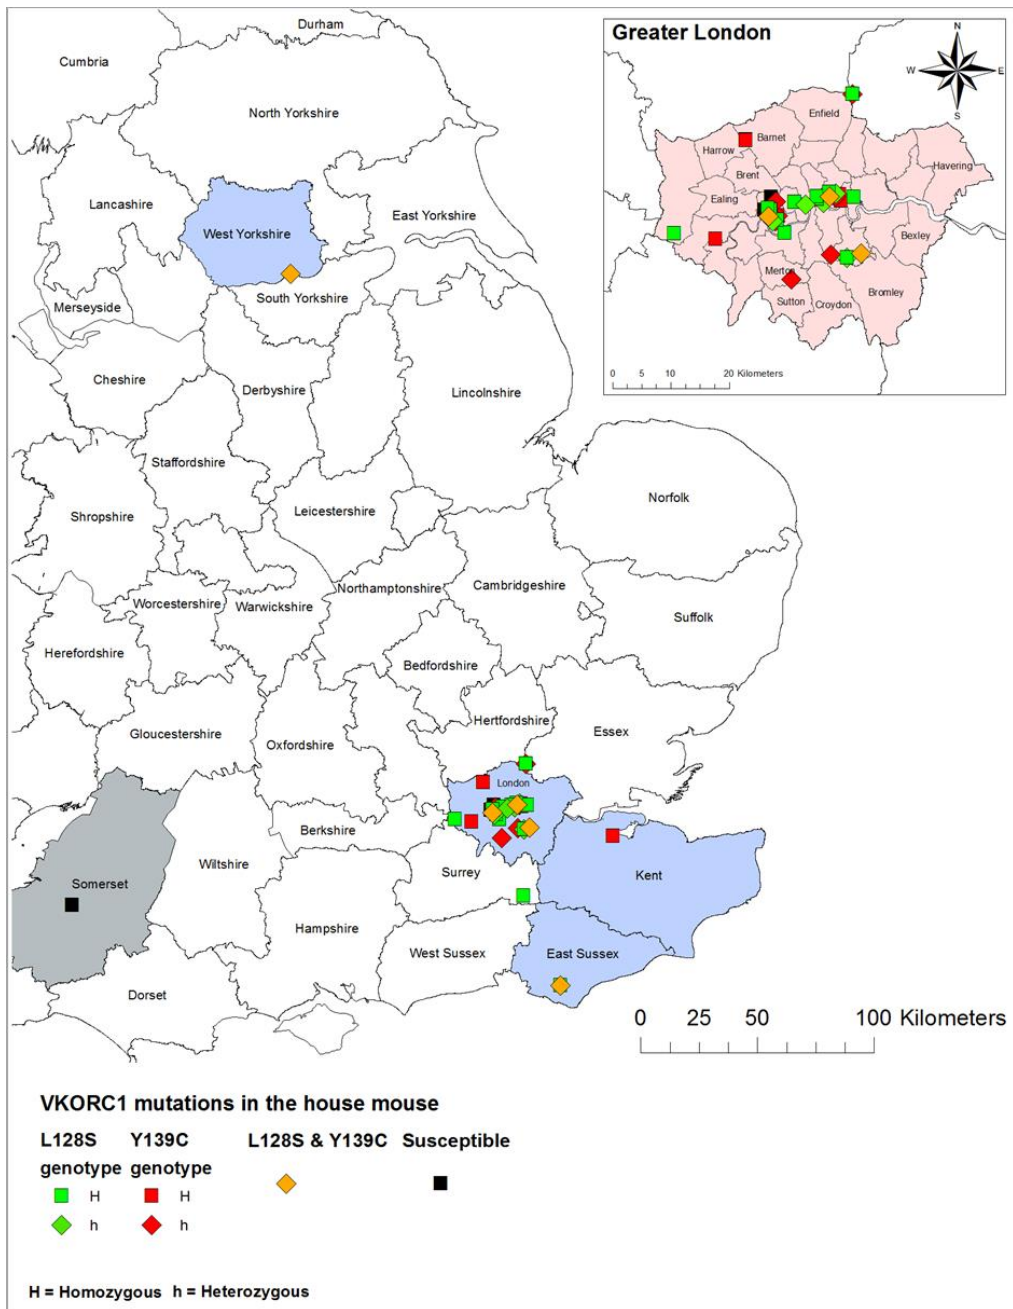 Durham
Cumbria
North Yorkshire
Lancashire
East Yorkshire
West Yorkshire
South Yorkshire
Merseyside
Cheshire
Derbyshire
Lincolnshire
Staffordshire
Norfolk
Shropshire
Leicestershire
Northamptonshire
Cambridgeshire
Worcestershire
Warwickshire
Suffolk
Herefordshire
Bedfordshire
Hertfordshire
Gloucestershire
Essex
Oxfordshire
London
Berkshire
Wiltshire
Surrey
Kent
Somerset
Hampshire
West Sussex
East Sussex
Dorset
Greater London
N
W
E
S
Enfield
Barnet
Harrow
Havering
Brent
Ealing
Bexley
Merton
Bromley
Sutton
Croydon
0 5 10 20 Kilometers
0 25 50 100 Kilometers
VKORC1 mutations in the house mouse
L128S Y139C L128S & Y139C Susceptible
genotype genotype
H H
h h
H = Homozygous h = Heterozygous